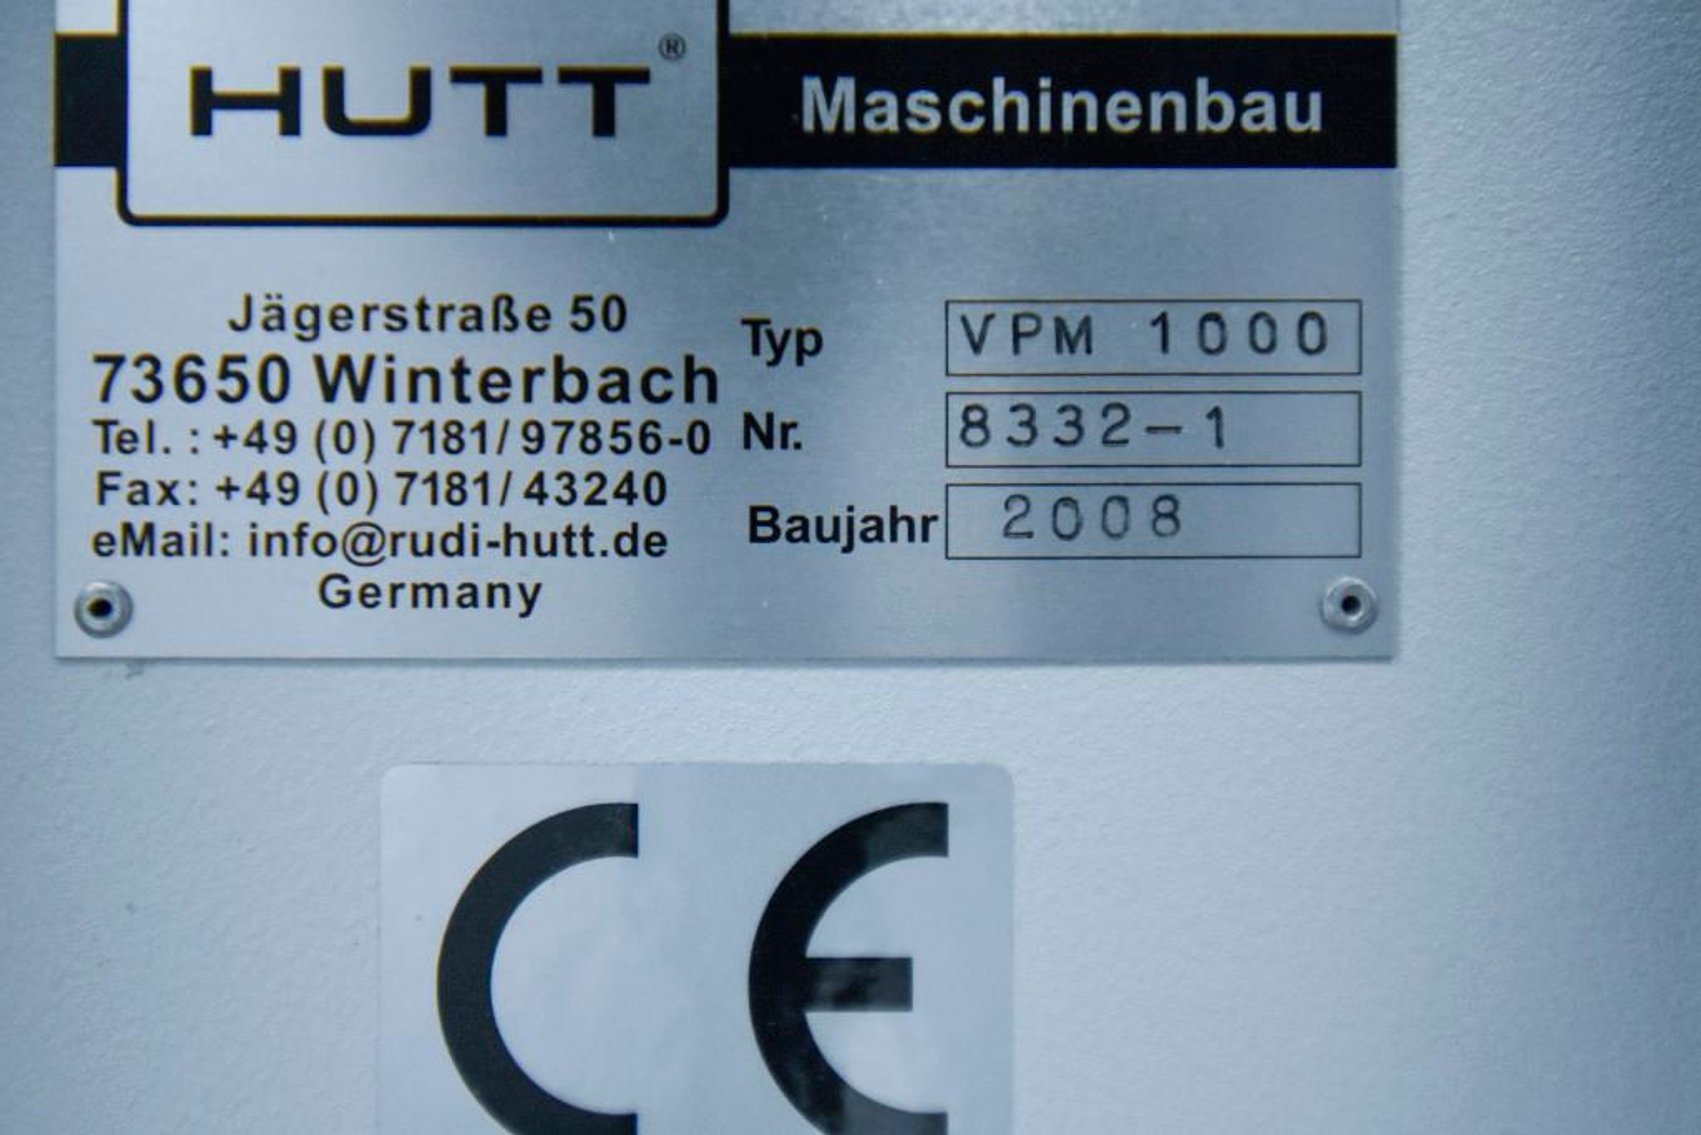 HUTT®
Maschinenbau
Jägerstraße 50
73650 Winterbach
Tel. : +49 (0) 7181/ 97856-0
Fax: +49 (0) 7181/ 43240
eMail: info@rudi-hutt.de
Germany
Typ VPM 1000
Nr. 8332-1
Baujahr 2008
CE